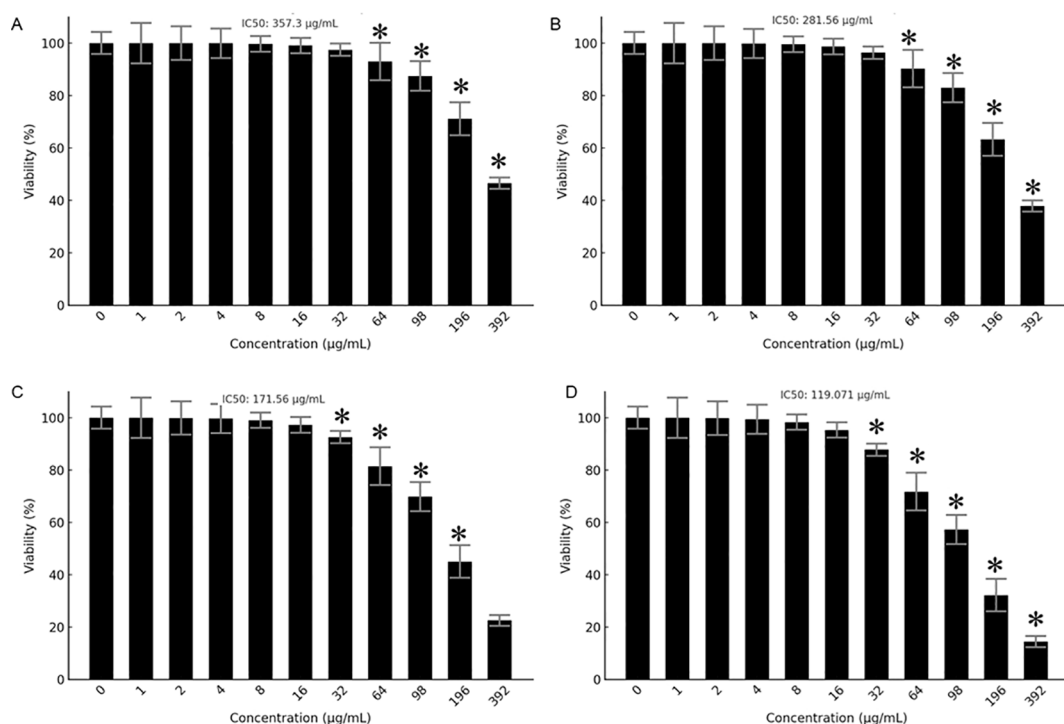 A
IC50: 357.3 µg/mL
Viability (%)
100
80
60
40
20
0
* * * *
0 1 2 4 8 16 32 64 98 196 392
Concentration (µg/mL)
B
IC50: 281.56 µg/mL
Viability (%)
100
80
60
40
20
0
* * * *
0 1 2 4 8 16 32 64 98 196 392
Concentration (µg/mL)
C
IC50: 171.56 µg/mL
Viability (%)
100
80
60
40
20
0
* * * *
0 1 2 4 8 16 32 64 98 196 392
Concentration (µg/mL)
D
IC50: 119.071 µg/mL
Viability (%)
100
80
60
40
20
0
* * * * *
0 1 2 4 8 16 32 64 98 196 392
Concentration (µg/mL)